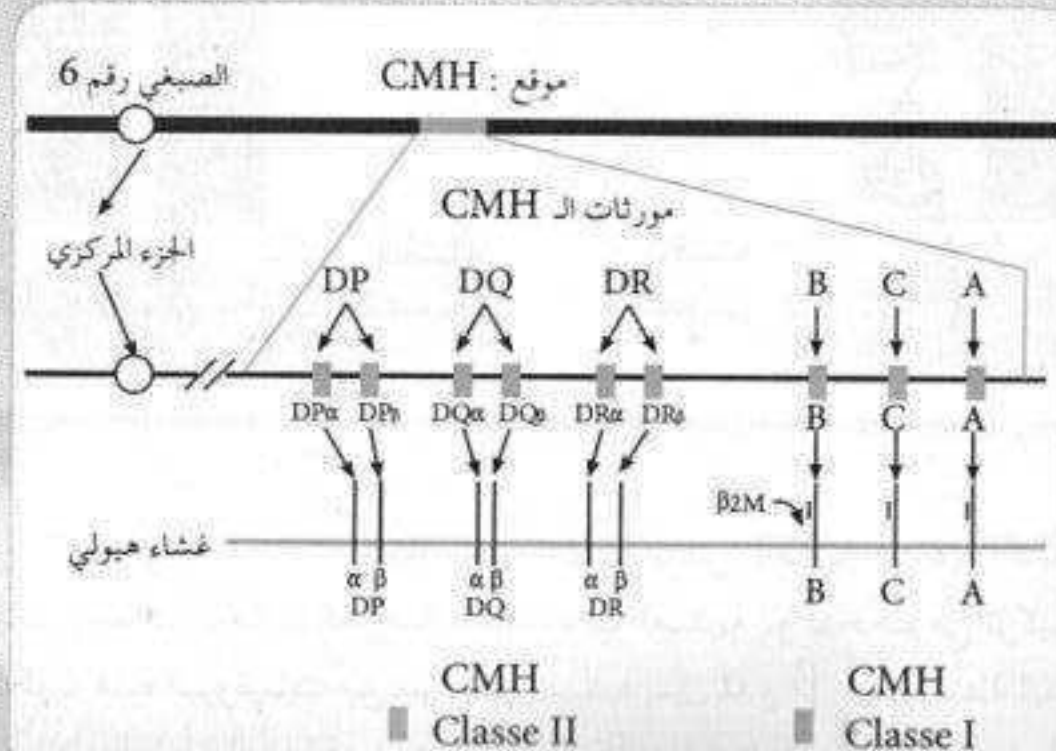 الصبغي رقم 6
موقع : CMH
مورثات الـ CMH
الجزء المركزي
DP DQ DR B C A
DPα DPβ DQα DQβ DRα DRβ B C A
β2M
غشاء هيولي
α β α β α β
DP DQ DR B C A
CMH CMH
Classe II Classe I